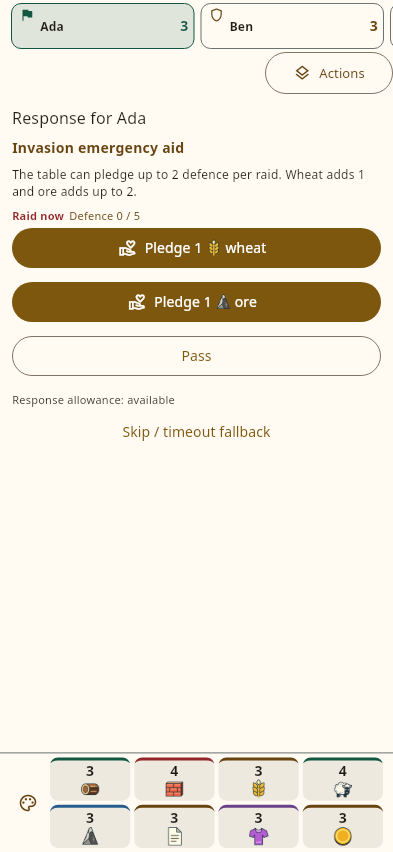 Ada 3 Ben 3
Actions
Response for Ada
Invasion emergency aid
The table can pledge up to 2 defence per raid. Wheat adds 1
and ore adds up to 2.
Raid now Defence 0 / 5
Pledge 1 wheat
Pledge 1 ore
Pass
Response allowance: available
Skip / timeout fallback
3 4 3 4
3 3 3 3